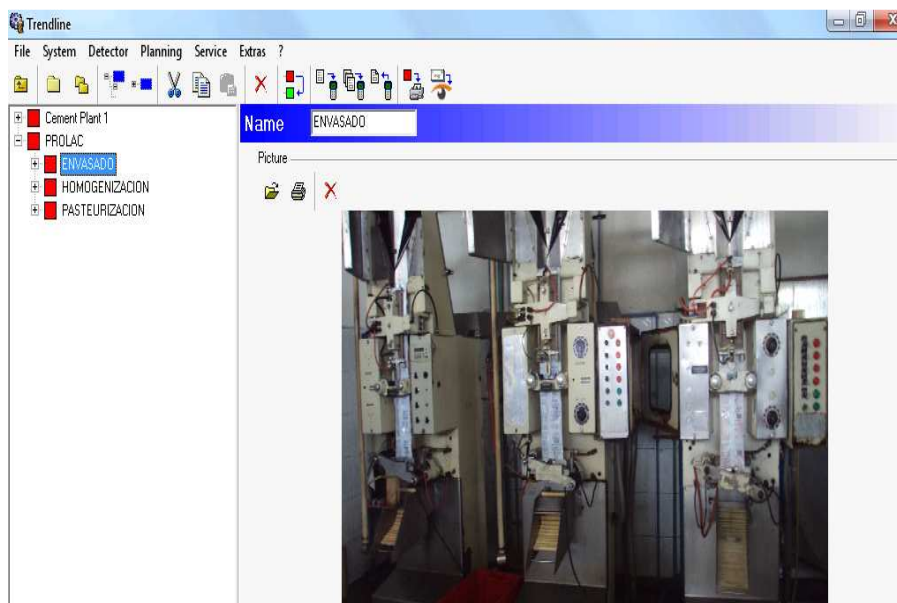 Trendline
File System Detector Planning Service Extras ?
Cement Plant 1
PROLAC
ENVASADO
HOMOGENIZACION
PASTEURIZACION
Name ENVASADO
Picture